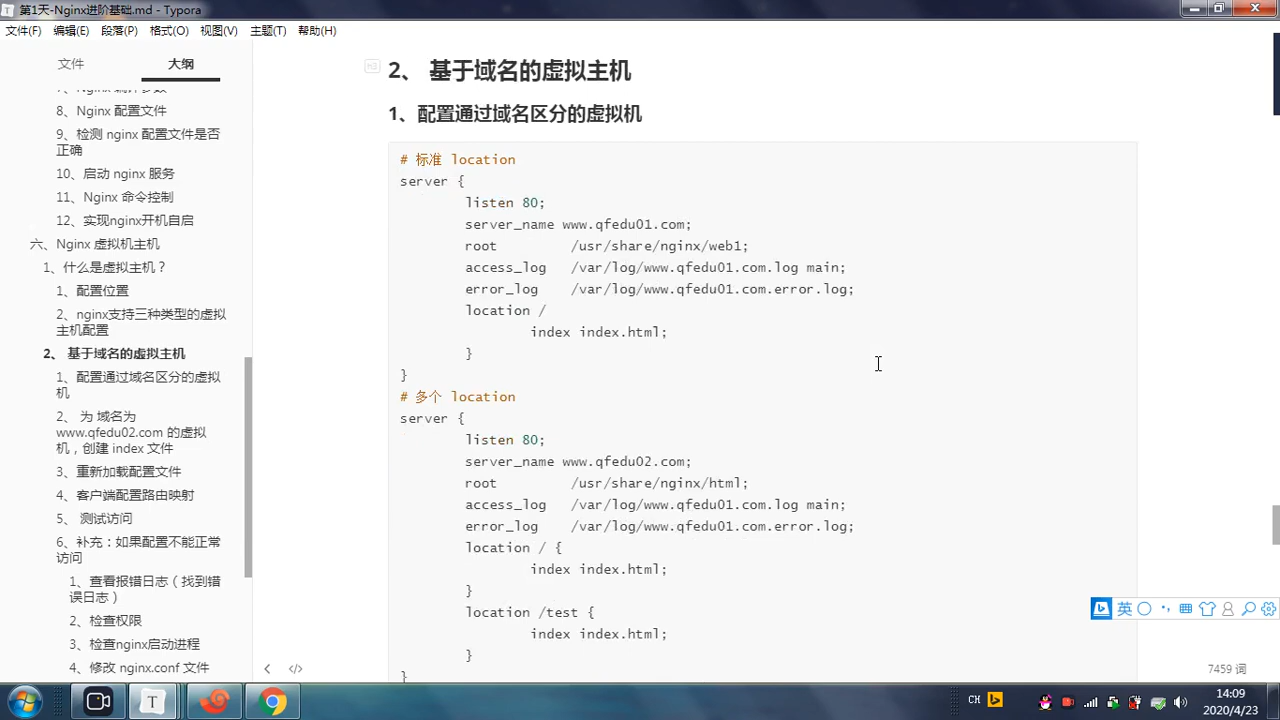 第1天-Nginx进阶基础.md - Typora
文件(F) 编辑(E) 段落(P) 格式(O) 视图(V) 主题(T) 帮助(H)
文件 大纲
8、Nginx 配置文件
9、检测 nginx 配置文件是否
正确
10、启动 nginx 服务
11、Nginx 命令控制
12、实现nginx开机自启
六、Nginx 虚拟机主机
1、什么是虚拟主机？
1、配置位置
2、nginx支持三种类型的虚拟
主机配置
2、 基于域名的虚拟主机
1、配置通过域名区分的虚拟
机
2、 为 域名为
www.qfedu02.com 的虚拟
机，创建 index 文件
3、重新加载配置文件
4、客户端配置路由映射
5、 测试访问
6、补充：如果配置不能正常
访问
1、查看报错日志（找到错
误日志）
2、检查权限
3、检查nginx启动进程
4、修改 nginx.conf 文件
2、 基于域名的虚拟主机
1、配置通过域名区分的虚拟机
# 标准 location
server {
listen 80;
server_name www.qfedu01.com;
root /usr/share/nginx/web1;
access_log /var/log/www.qfedu01.com.log main;
error_log /var/log/www.qfedu01.com.error.log;
location /
index index.html;
}
}
# 多个 location
server {
listen 80;
server_name www.qfedu02.com;
root /usr/share/nginx/html;
access_log /var/log/www.qfedu01.com.log main;
error_log /var/log/www.qfedu01.com.error.log;
location / {
index index.html;
}
location /test {
index index.html;
}
}
英
7459 词
CH
14:09
2020/4/23